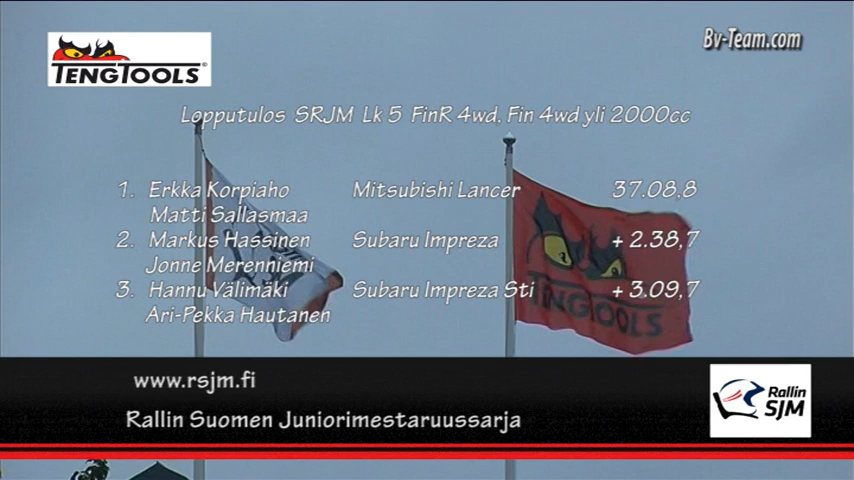 TENGTOOLS
Bv-Team.com
Lopputulos SRJM Lk 5 FinR 4wd, Fin 4wd yli 2000cc
1. Erkka Korpiaho Mitsubishi Lancer 37.08,8
Matti Sallasmaa
2. Markus Hassinen Subaru Impreza + 2.38,7
Jonne Merenniemi
3. Hannu Välimäki Subaru Impreza Sti + 3.09,7
Ari-Pekka Hautanen
TENGTOOLS
www.rsjm.fi
Rallin Suomen Juniorimestaruussarja
Rallin
SJM